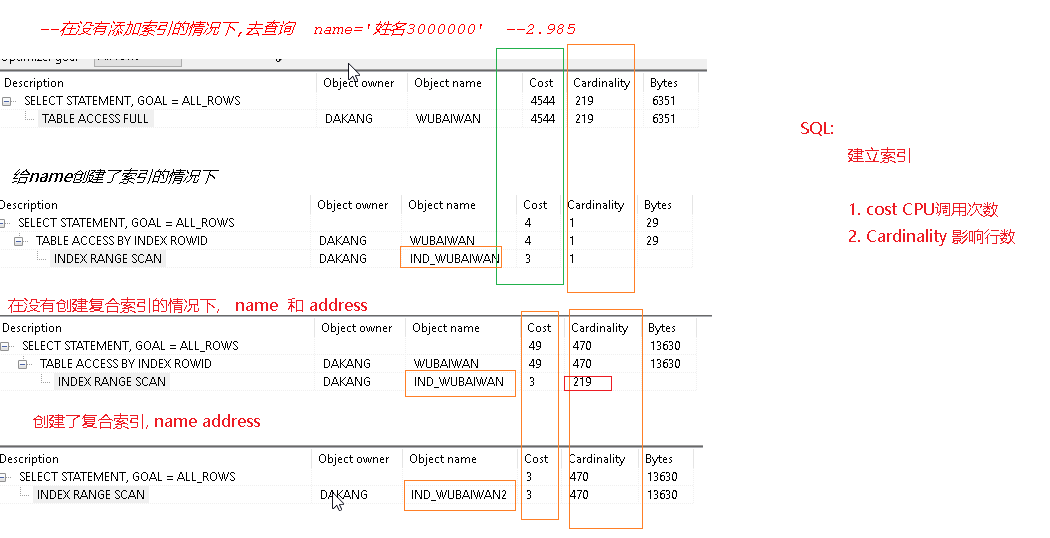 --在没有添加索引的情况下,去查询 name='姓名3000000' --2.985
Description Object owner Object name Cost Cardinality Bytes
SELECT STATEMENT, GOAL = ALL_ROWS 4544 219 6351
TABLE ACCESS FULL DAKANG WUBAIWAN 4544 219 6351
SQL:
建立索引
给name创建了索引的情况下
Description Object owner Object name Cost Cardinality Bytes
SELECT STATEMENT, GOAL = ALL_ROWS 4 1 29
TABLE ACCESS BY INDEX ROWID DAKANG WUBAIWAN 4 1 29
INDEX RANGE SCAN DAKANG IND_WUBAIWAN 3 1
1. cost CPU调用次数
2. Cardinality 影响行数
在没有创建复合索引的情况下, name 和 address
Description Object owner Object name Cost Cardinality Bytes
SELECT STATEMENT, GOAL = ALL_ROWS 49 470 13630
TABLE ACCESS BY INDEX ROWID DAKANG WUBAIWAN 49 470 13630
INDEX RANGE SCAN DAKANG IND_WUBAIWAN 3 219
创建了复合索引, name address
Description Object owner Object name Cost Cardinality Bytes
SELECT STATEMENT, GOAL = ALL_ROWS 3 470 13630
INDEX RANGE SCAN DAKANG IND_WUBAIWAN2 3 470 13630